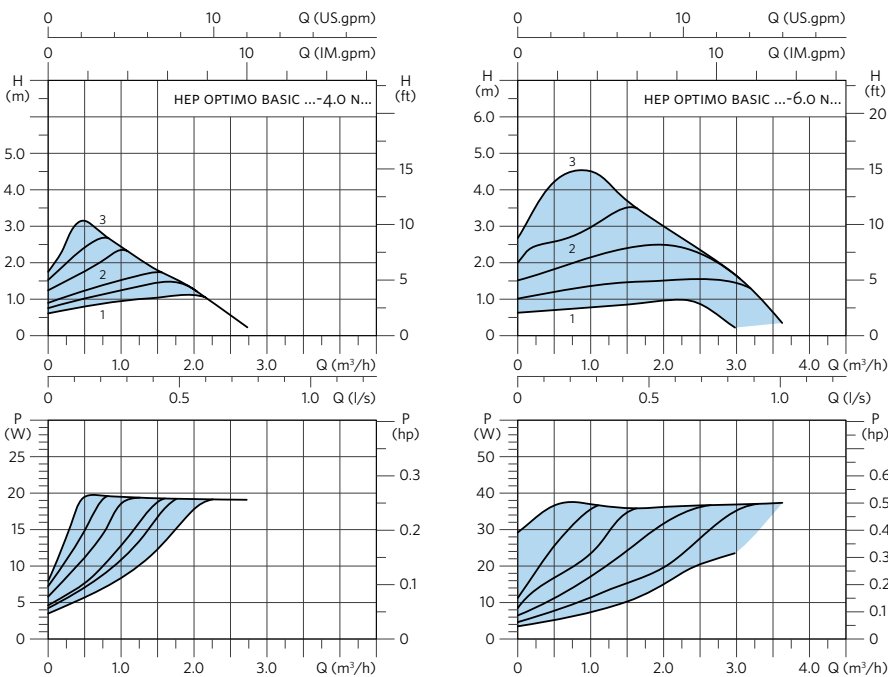 0 10 Q (US.gpm)
0 10 Q (IM.gpm)
H (m)
H (ft)
HEP OPTIMO BASIC ...-4.0 N...
5.0
4.0
3.0
2.0
1.0
0
15
10
5
0
3
2
1
0 1.0 2.0 3.0 Q (m³/h)
0 0.5 1.0 Q (l/s)
P (W)
P (hp)
25
20
15
10
5
0
0.3
0.2
0.1
0
0 1.0 2.0 3.0 Q (m³/h)
0 10 Q (US.gpm)
0 10 Q (IM.gpm)
H (m)
H (ft)
HEP OPTIMO BASIC ...-6.0 N...
6.0
5.0
4.0
3.0
2.0
1.0
0
20
15
10
5
0
3
2
1
0 1.0 2.0 3.0 4.0 Q (m³/h)
0 0.5 1.0 Q (l/s)
P (W)
P (hp)
50
40
30
20
10
0
0.6
0.5
0.4
0.3
0.2
0.1
0
0 1.0 2.0 3.0 4.0 Q (m³/h)